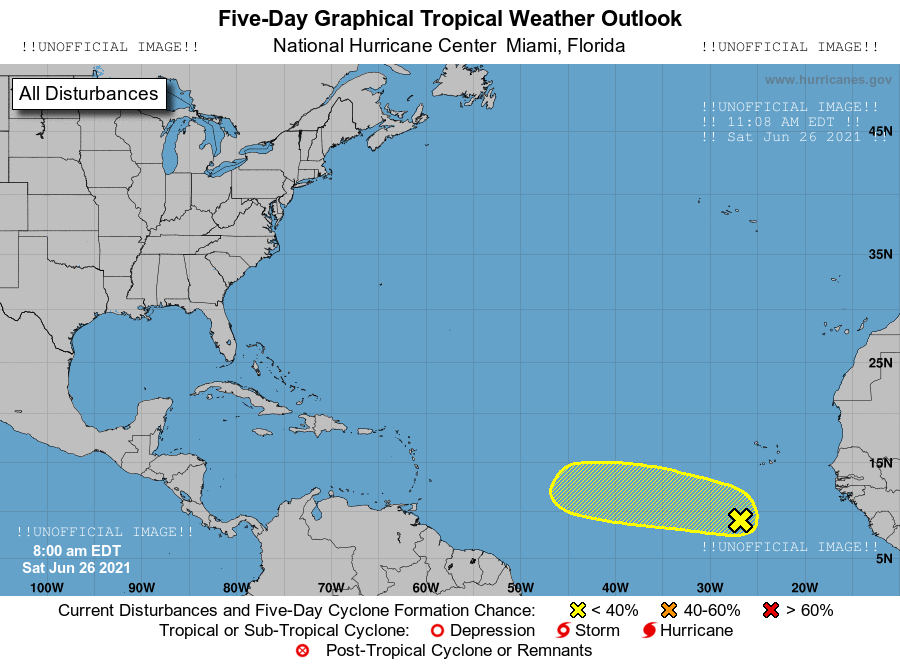 Five-Day Graphical Tropical Weather Outlook
!!UNOFFICIAL IMAGE!! National Hurricane Center  Miami, Florida !!UNOFFICIAL IMAGE!!
www.hurricanes.gov
All Disturbances
!!UNOFFICIAL IMAGE!!
!! 11:08 AM EDT !!
!! Sat Jun 26 2021 !!
45N
35N
25N
15N
!!UNOFFICIAL IMAGE!!
!!UNOFFICIAL IMAGE!!
8:00 am EDT
Sat Jun 26 2021
5N
100W 90W 80W 70W 60W 50W 40W 30W 20W
Current Disturbances and Five-Day Cyclone Formation Chance: < 40% 40-60% > 60%
Tropical or Sub-Tropical Cyclone: Depression Storm Hurricane
Post-Tropical Cyclone or Remnants